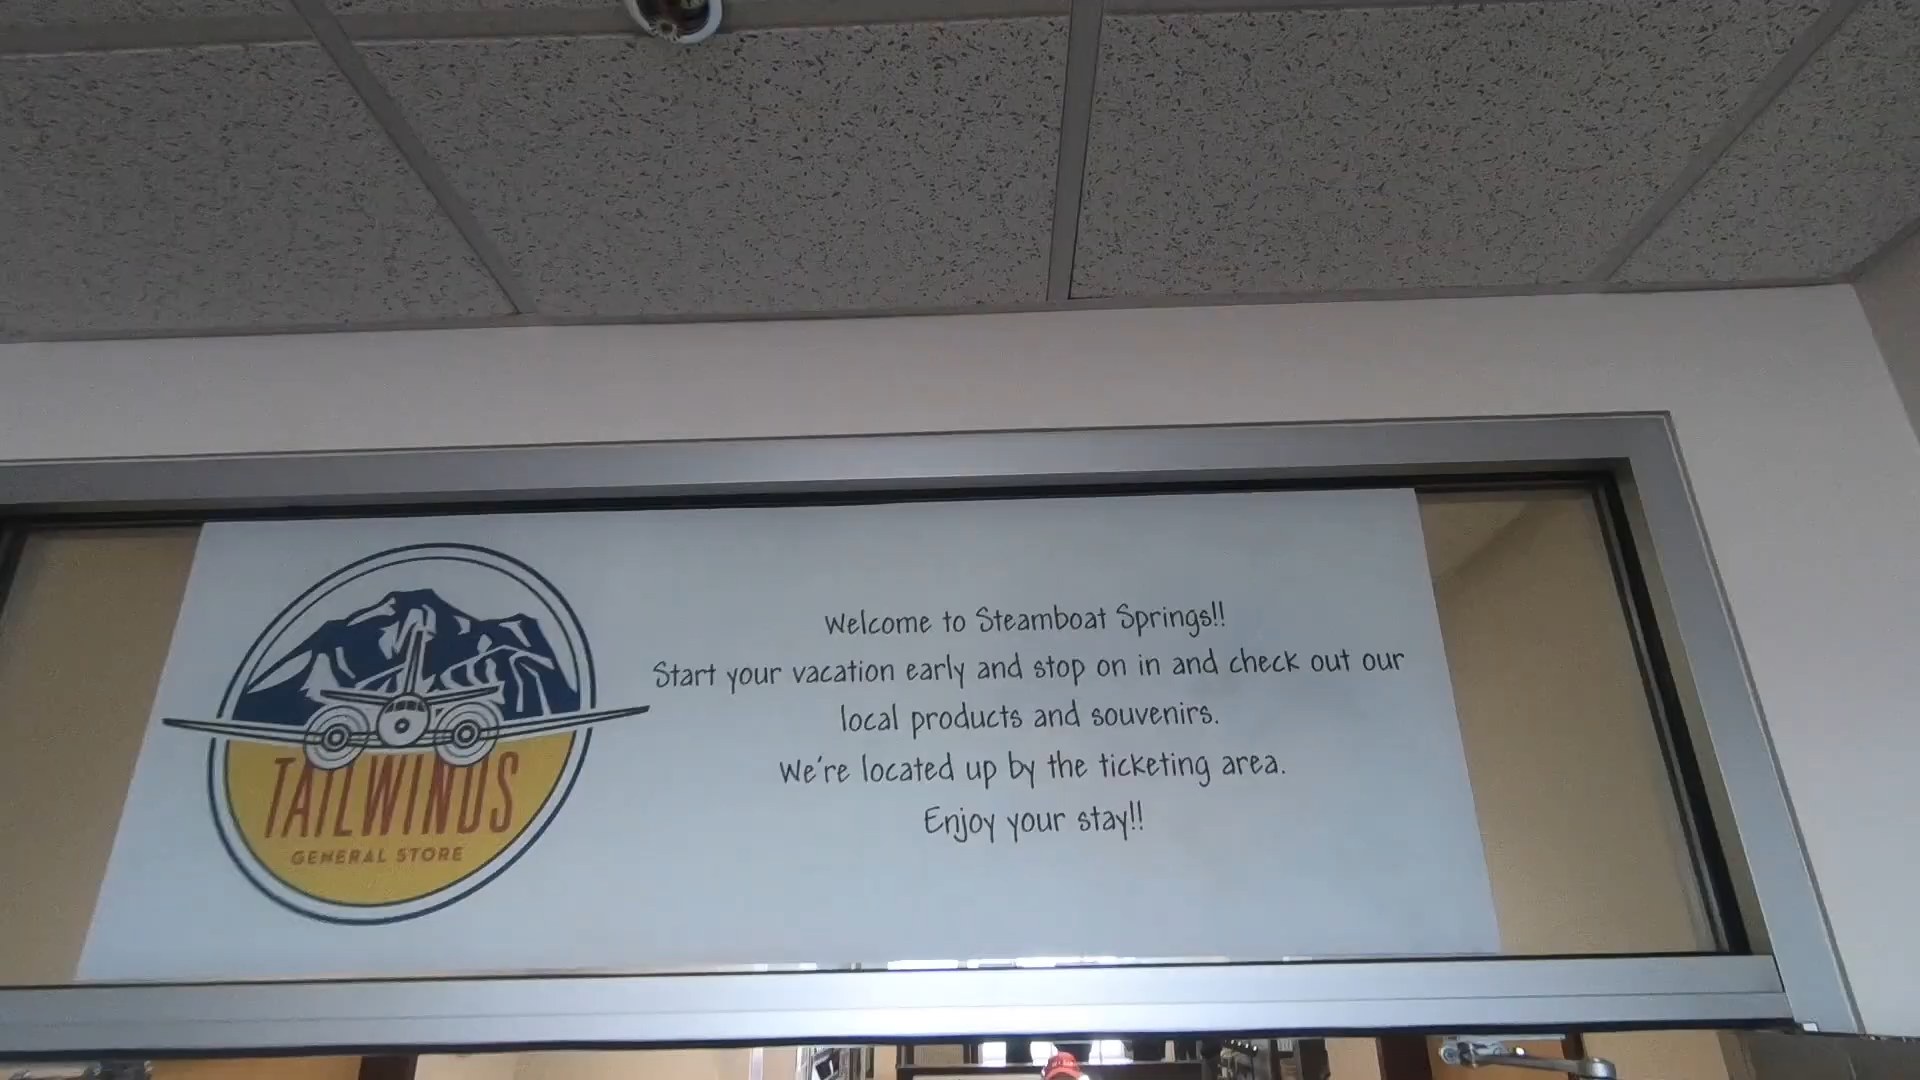 TAILWINDS
GENERAL STORE
Welcome to Steamboat Springs!!
Start your vacation early and stop on in and check out our
local products and souvenirs.
We're located up by the ticketing area.
Enjoy your stay!!